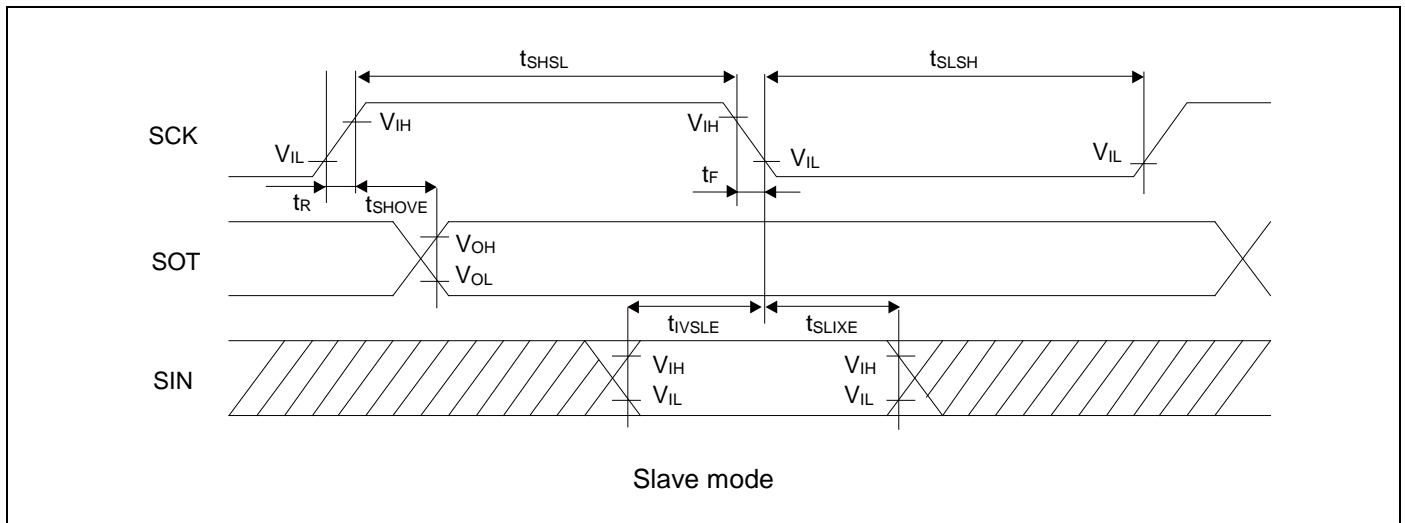 tSHSL
tSLSH
SCK
VIH
VIH
VIL
VIL
VIL
tF
tR
tSHOVE
SOT
VOH
VOL
tIVSLE
tSLIXE
SIN
VIH
VIH
VIL
VIL
Slave mode